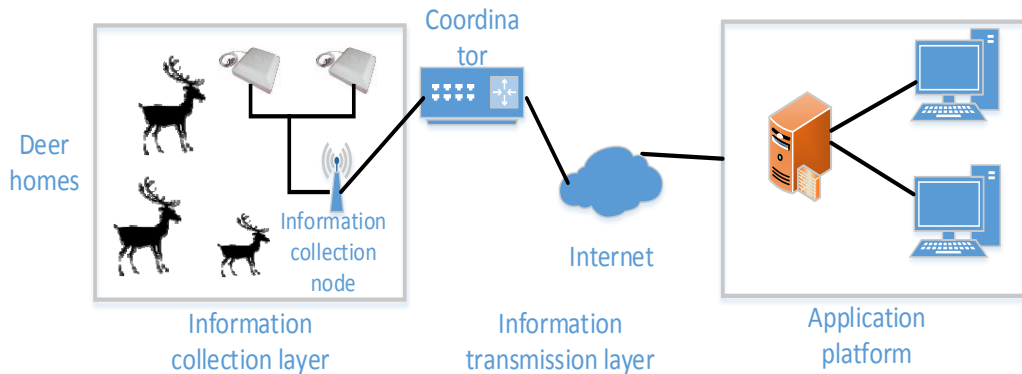 Coordina
tor
Deer
homes
Information
collection
node
Internet
Information
collection layer
Information
transmission layer
Application
platform